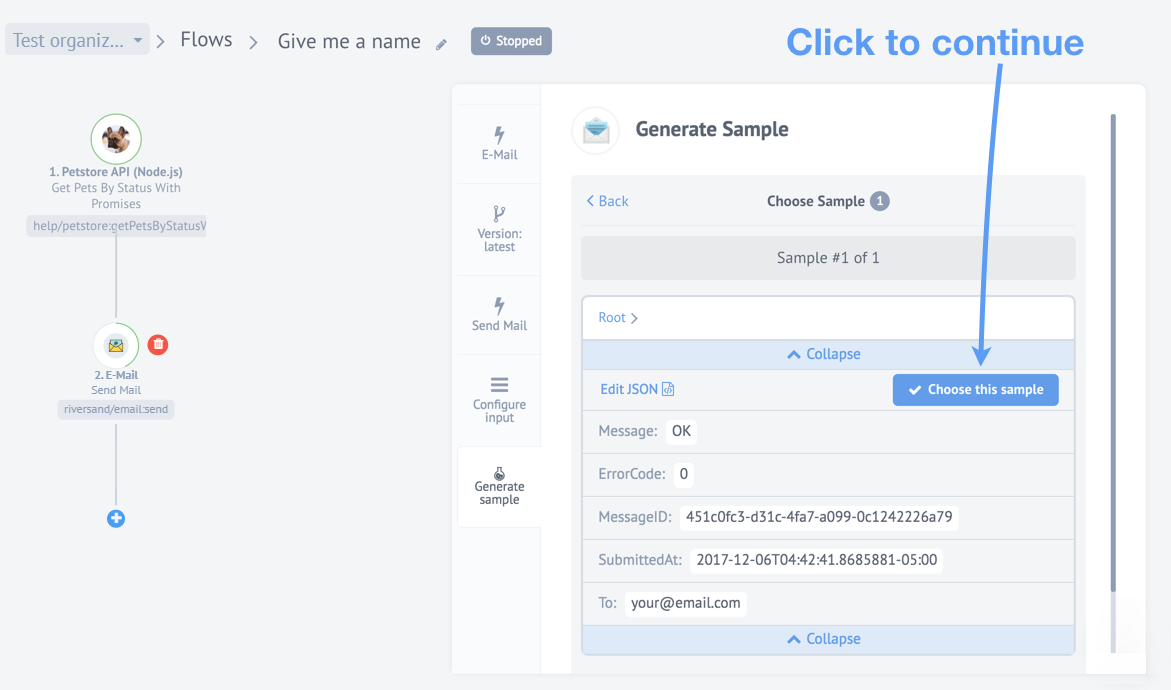 Test organiz...
Flows
Give me a name
Stopped
Click to continue
1. Petstore API (Node.js)
Get Pets By Status With
Promises
help/petstore:getPetsByStatusW
2. E-Mail
Send Mail
riversand/email:send
E-Mail
Version:
latest
Send Mail
Configure
input
Generate
sample
Generate Sample
Back
Choose Sample 1
Sample #1 of 1
Root
Collapse
Edit JSON
Choose this sample
Message: OK
ErrorCode: 0
MessageID: 451c0fc3-d31c-4fa7-a099-0c1242226a79
SubmittedAt: 2017-12-06T04:42:41.8685881-05:00
To: your@email.com
Collapse